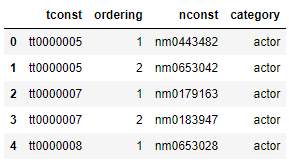 tconst ordering nconst category
0 tt0000005 1 nm0443482 actor
1 tt0000005 2 nm0653042 actor
2 tt0000007 1 nm0179163 actor
3 tt0000007 2 nm0183947 actor
4 tt0000008 1 nm0653028 actor